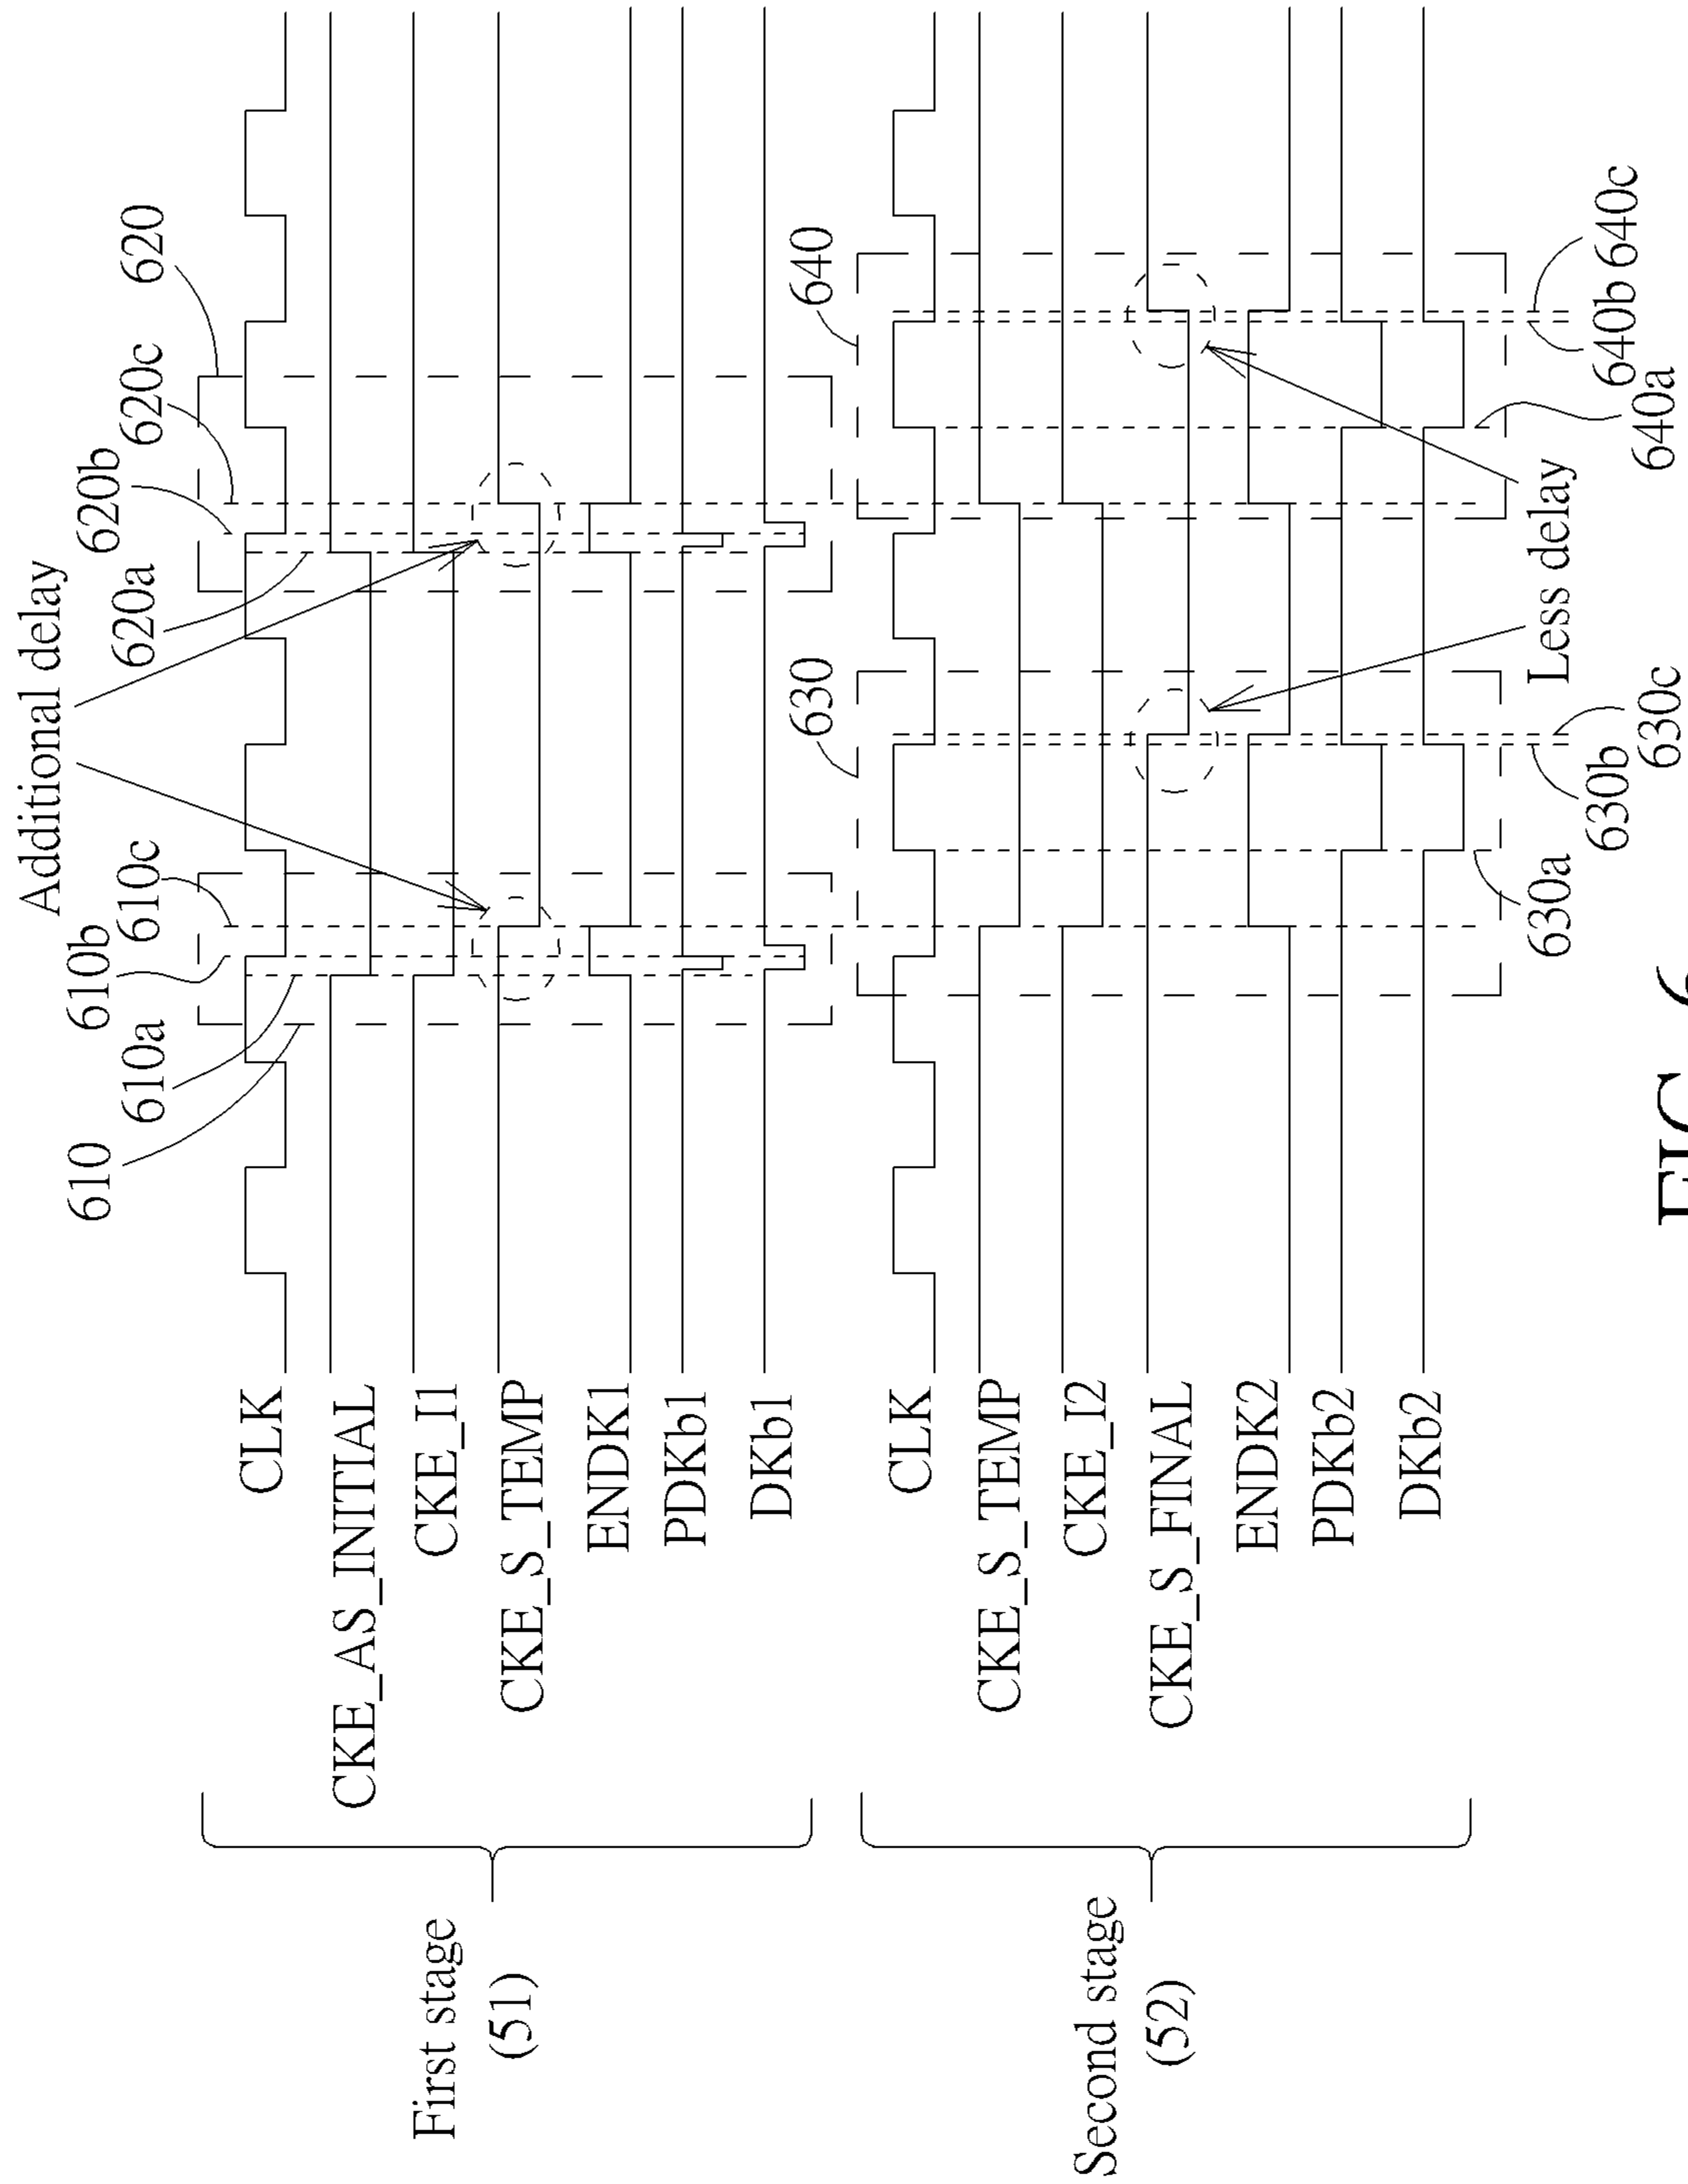 Additional delay
610
610a
610b
610c
620a
620b
620c
620
First stage
(51)
CLK
CKE_AS_INITIAL
CKE_I1
CKE_S_TEMP
ENDK1
PDKb1
DKb1
630
640
Second stage
(52)
CLK
CKE_S_TEMP
CKE_I2
CKE_S_FINAL
ENDK2
PDKb2
DKb2
630a
630b
630c
Less delay
640a
640b
640c
FIG. 6